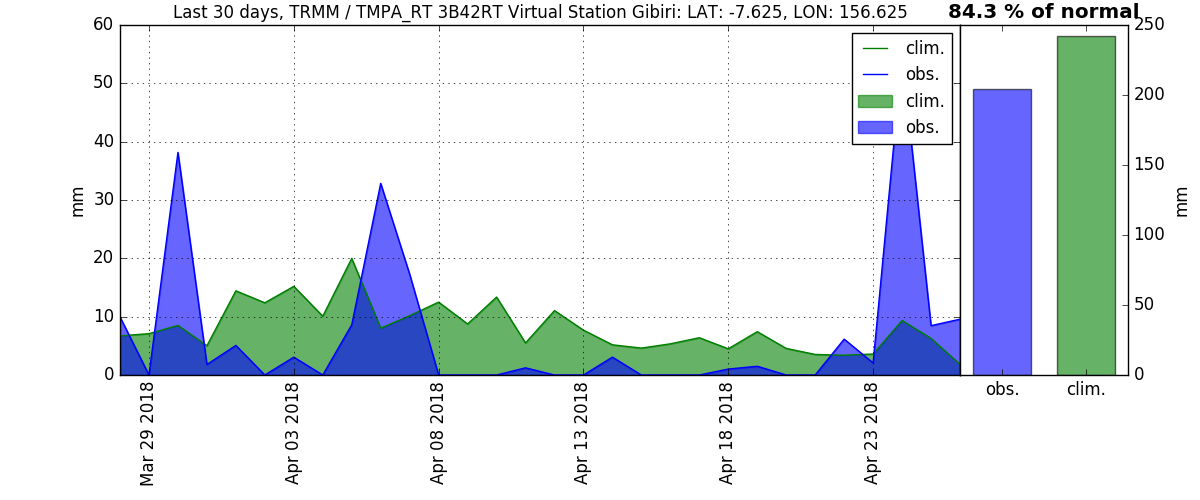 Last 30 days, TRMM / TMPA_RT 3B42RT Virtual Station Gibiri: LAT: -7.625, LON: 156.625
84.3 % of normal
clim.
obs.
clim.
obs.
mm
60
50
40
30
20
10
0
Mar 29 2018
Apr 03 2018
Apr 08 2018
Apr 13 2018
Apr 18 2018
Apr 23 2018
250
200
150
100
50
0
mm
obs.
clim.